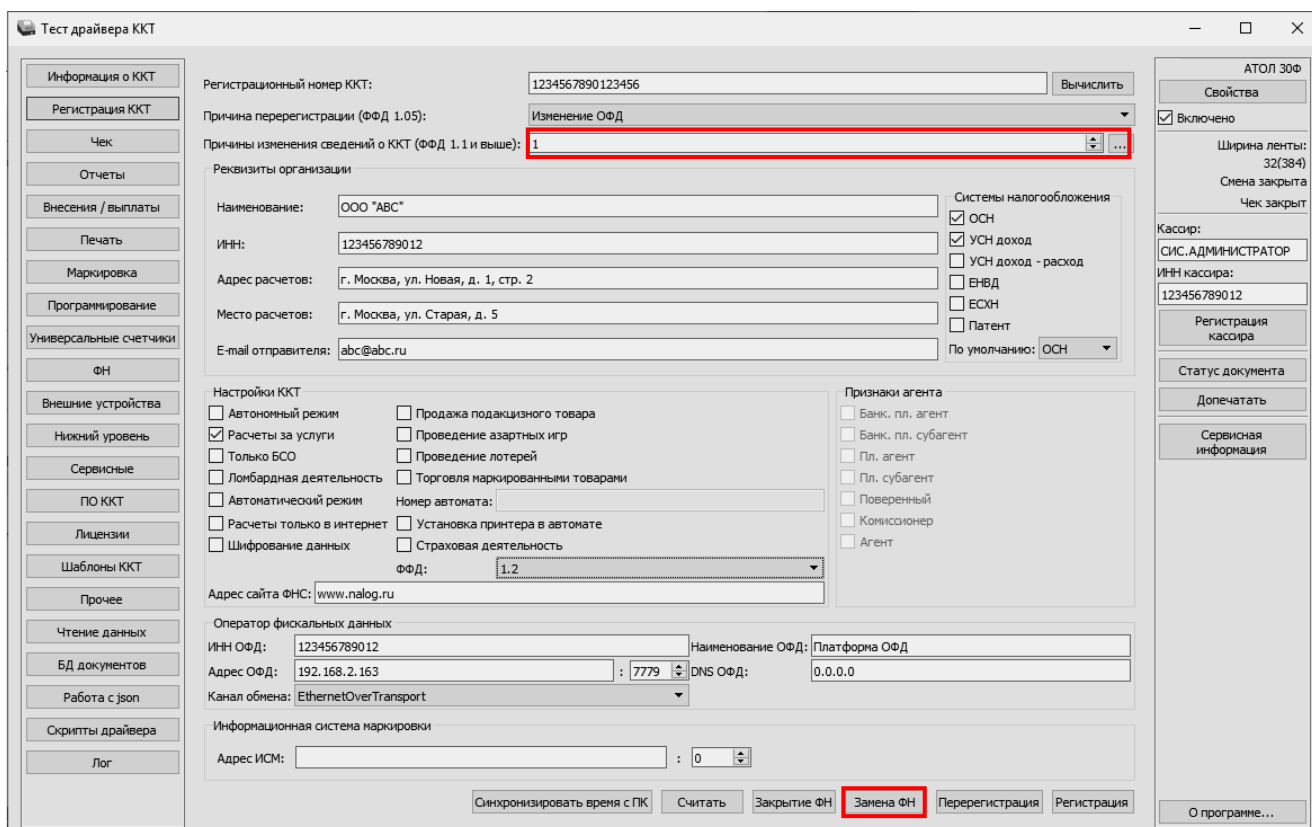 Тест драйвера ККТ
Информация о ККТ
Регистрация ККТ
Чек
Отчеты
Внесения / выплаты
Печать
Маркировка
Программирование
Универсальные счетчики
ФН
Внешние устройства
Нижний уровень
Сервисные
ПО ККТ
Лицензии
Шаблоны ККТ
Прочее
Чтение данных
БД документов
Работа с json
Скрипты драйвера
Лог
Регистрационный номер ККТ: 1234567890123456 Вычислить
Причина перерегистрации (ФФД 1.05): Изменение ОФД
Причины изменения сведений о ККТ (ФФД 1.1 и выше): 1 ...
Реквизиты организации
Наименование: ООО "АВС"
ИНН: 123456789012
Адрес расчетов: г. Москва, ул. Новая, д. 1, стр. 2
Место расчетов: г. Москва, ул. Старая, д. 5
E-mail отправителя: abc@abc.ru
Системы налогообложения
ОСН
УСН доход
УСН доход - расход
ЕНВД
ЕСХН
Патент
По умолчанию: ОСН
Настройки ККТ
Автономный режим
Расчеты за услуги
Только БСО
Ломбардная деятельность
Автоматический режим
Расчеты только в интернет
Шифрование данных
Продажа подакцизного товара
Проведение азартных игр
Проведение лотерей
Торговля маркированными товарами
Номер автомата:
Установка принтера в автомате
Страховая деятельность
ФФД: 1.2
Адрес сайта ФНС: www.nalog.ru
Признаки агента
Банк. пл. агент
Банк. пл. субагент
Пл. агент
Пл. субагент
Поверенный
Комиссионер
Агент
Оператор фискальных данных
ИНН ОФД: 123456789012 Наименование ОФД: Платформа ОФД
Адрес ОФД: 192.168.2.163 : 7779 DNS ОФД: 0.0.0.0
Канал обмена: EthernetOverTransport
Информационная система маркировки
Адрес ИСМ: : 0
Синхронизировать время с ПК Считать Закрытие ФН Замена ФН Перерегистрация Регистрация
АТОЛ 30Ф
Свойства
Включено
Ширина ленты:
32(384)
Смена закрыта
Чек закрыт
Кассир:
СИС.АДМИНИСТРАТОР
ИНН кассира:
123456789012
Регистрация
кассира
Статус документа
Допечатать
Сервисная
информация
О программе...